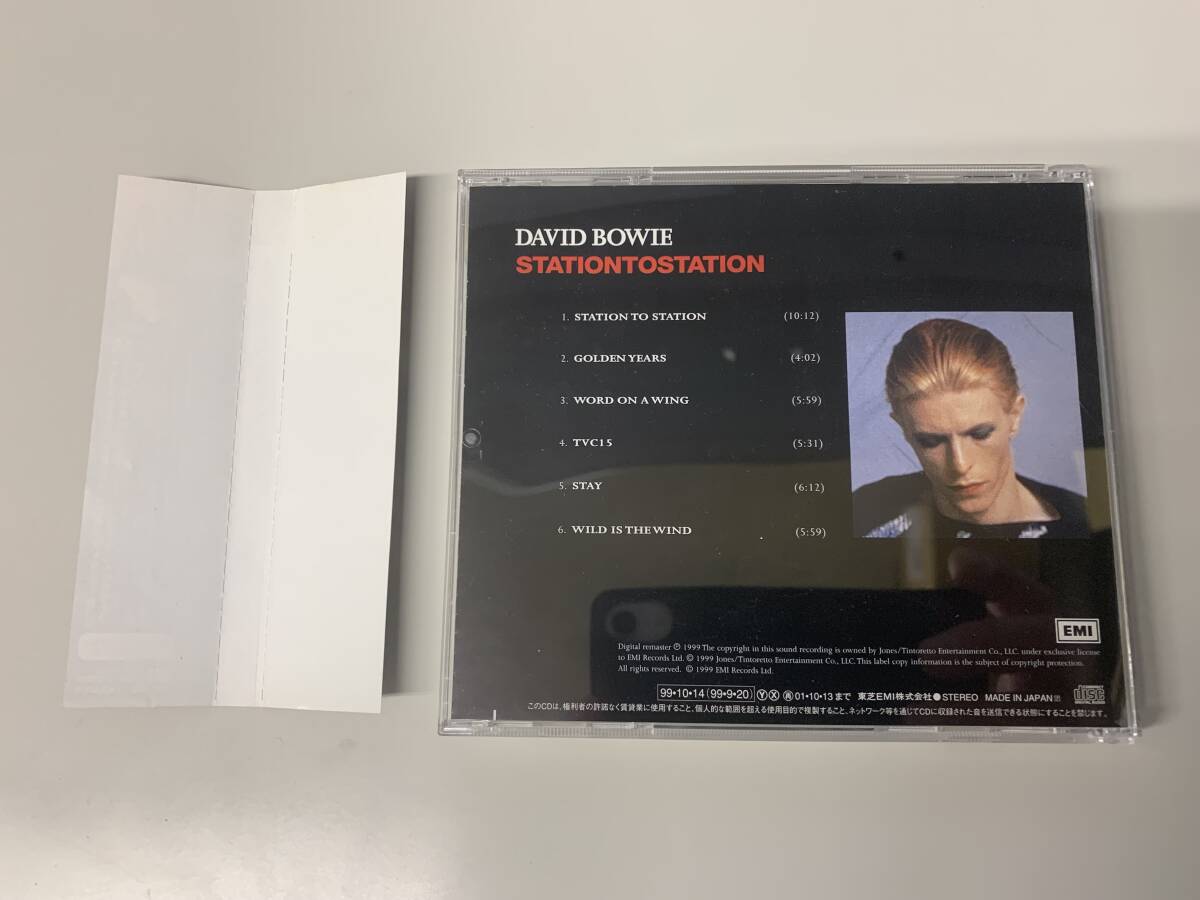 DAVID BOWIE
STATIONTOSTATION
1. STATION TO STATION (10:12)
2. GOLDEN YEARS (4:02)
3. WORD ON A WING (5:59)
4. TVC15 (5:31)
5. STAY (6:12)
6. WILD IS THE WIND (5:59)
EMI
Digital remaster ℗ 1999 The copyright in this sound recording is owned by Jones/Tintoretto Entertainment Co., LLC. under exclusive license
to EMI Records Ltd. © 1999 Jones/Tintoretto Entertainment Co., LLC. This label copy information is the subject of copyright protection.
All rights reserved. © 1999 EMI Records Ltd.
99•10•14 (99•9•20) Ⓨ Ⓧ 01•10•13まで 東芝EMI株式会社● STEREO MADE IN JAPAN COMPACT disc DIGITAL AUDIO
このCDは、権利者の許諾なく賃貸業に使用すること、個人的な範囲を超える使用目的で複製すること、ネットワーク等を通じてCDに収録された音を送信できる状態にすることを禁じます。